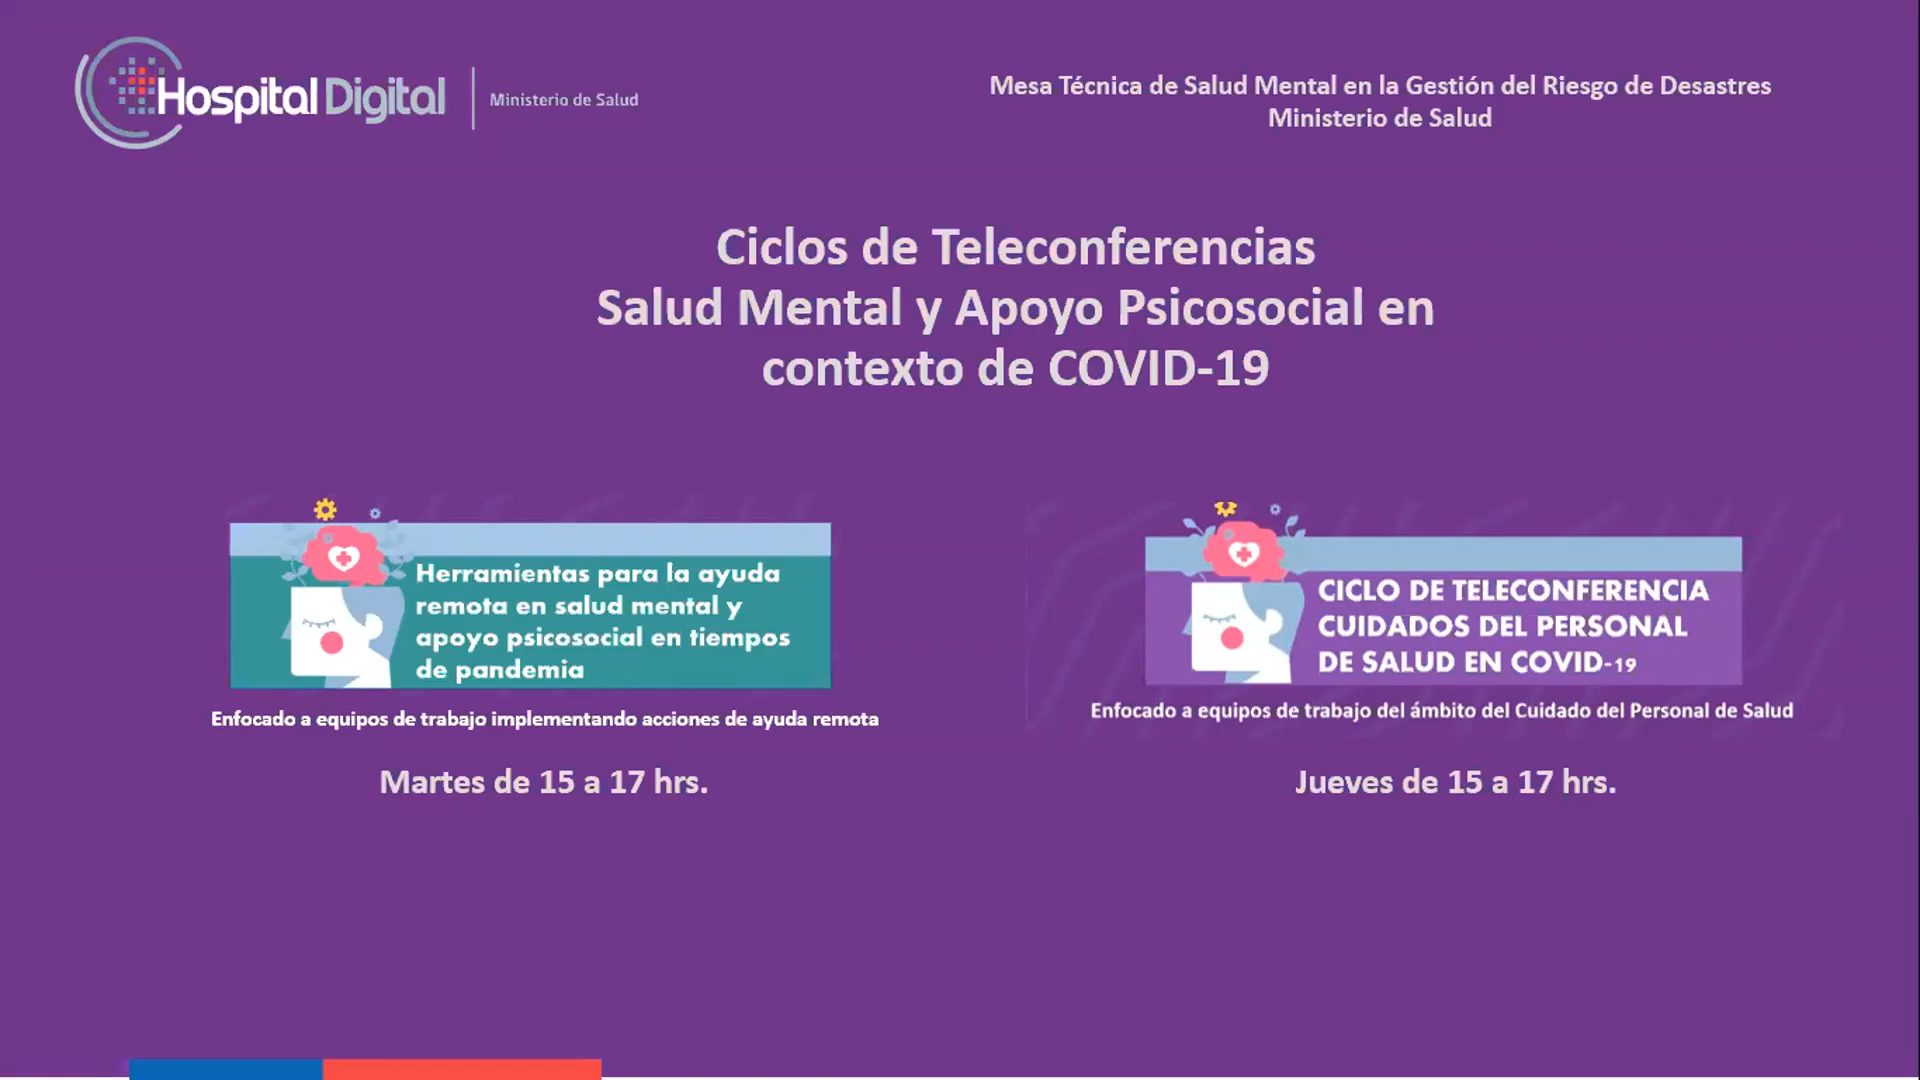 Hospital Digital
Ministerio de Salud
Mesa Técnica de Salud Mental en la Gestión del Riesgo de Desastres
Ministerio de Salud
Ciclos de Teleconferencias
Salud Mental y Apoyo Psicosocial en
contexto de COVID-19
Herramientas para la ayuda
remota en salud mental y
apoyo psicosocial en tiempos
de pandemia
Enfocado a equipos de trabajo implementando acciones de ayuda remota
Martes de 15 a 17 hrs.
CICLO DE TELECONFERENCIA
CUIDADOS DEL PERSONAL
DE SALUD EN COVID-19
Enfocado a equipos de trabajo del ámbito del Cuidado del Personal de Salud
Jueves de 15 a 17 hrs.